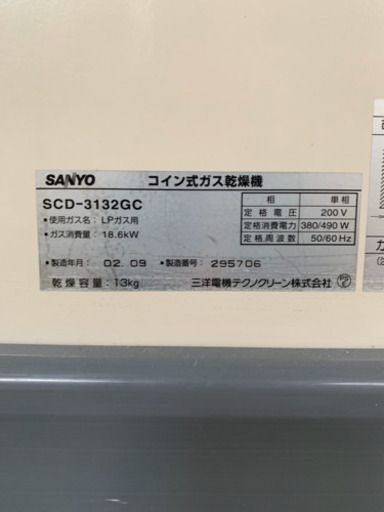 SANYO コイン式ガス乾燥機
SCD-3132GC
•使用ガス名: LPガス用
•ガス消費量: 18.6kW
相 単相
定格電圧 200V
定格消費電力 380/490W
定格周波数 50/60Hz
•製造年月: 02.09 •製造番号: 295706
乾燥容量: 13kg 三洋電機テクノクリーン株式会社